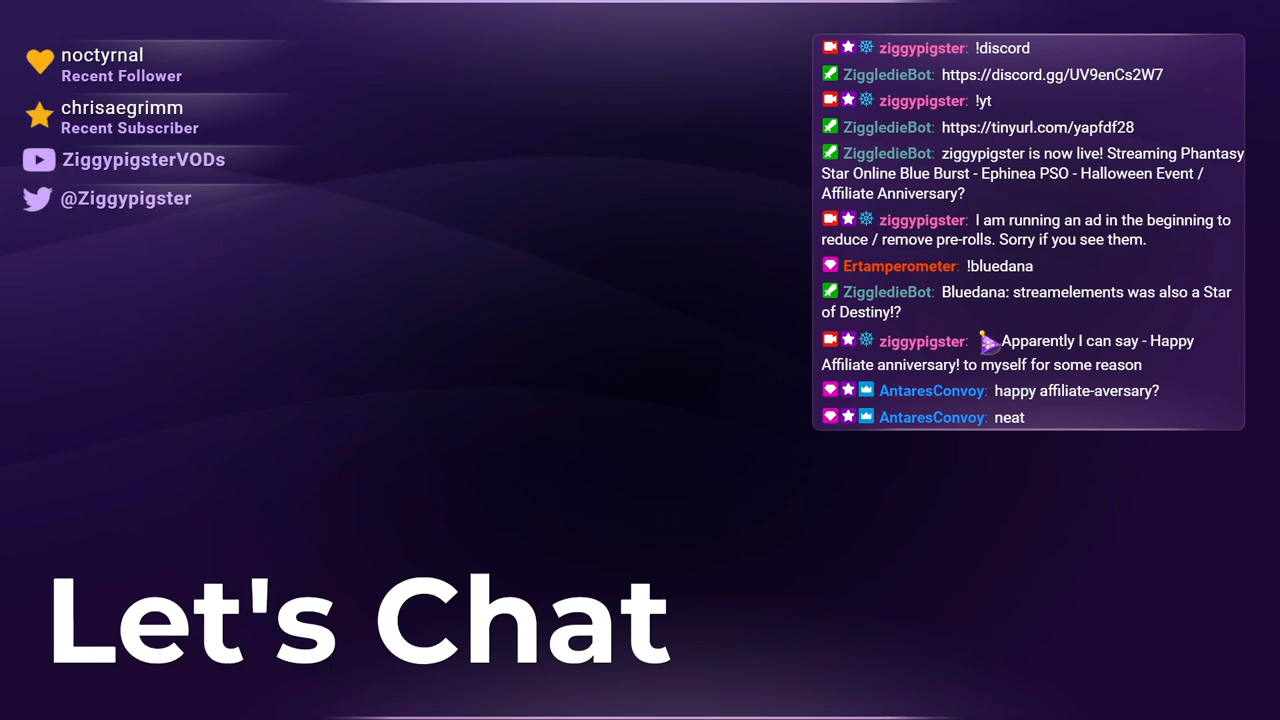 noctyrnal
Recent Follower
chrisaegrimm
Recent Subscriber
ZiggypigsterVODs
@Ziggypigster
ziggypigster: !discord
ZiggledieBot: https://discord.gg/UV9enCs2W7
ziggypigster: !yt
ZiggledieBot: https://tinyurl.com/yapfdf28
ZiggledieBot: ziggypigster is now live! Streaming Phantasy
Star Online Blue Burst - Ephinea PSO - Halloween Event /
Affiliate Anniversary?
ziggypigster: I am running an ad in the beginning to
reduce / remove pre-rolls. Sorry if you see them.
Ertamperometer: !bluedana
ZiggledieBot: Bluedana: streamelements was also a Star
of Destiny!?
ziggypigster: Apparently I can say - Happy
Affiliate anniversary! to myself for some reason
AntaresConvoy: happy affiliate-aversary?
AntaresConvoy: neat
Let's Chat